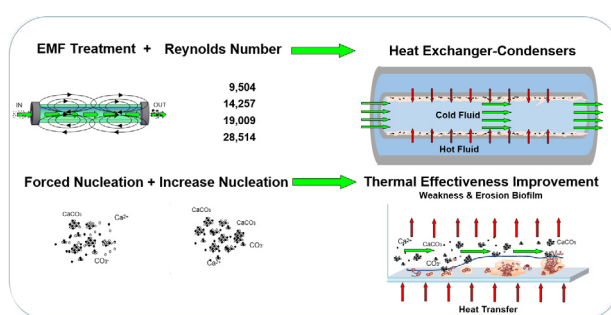 EMF Treatment + Reynolds Number
Heat Exchanger-Condensers
IN
OUT
9,504
14,257
19,009
28,514
Cold Fluid
Hot Fluid
Forced Nucleation + Increase Nucleation
Thermal Effectiveness Improvement
Weakness & Erosion Biofilm
CaCO₃
Ca²⁺
CO₃⁻
CaCO₃
CO₃⁻
Ca²⁺
Ca²⁺
CaCO₃
CaCO₃
CO₃⁻
Heat Transfer